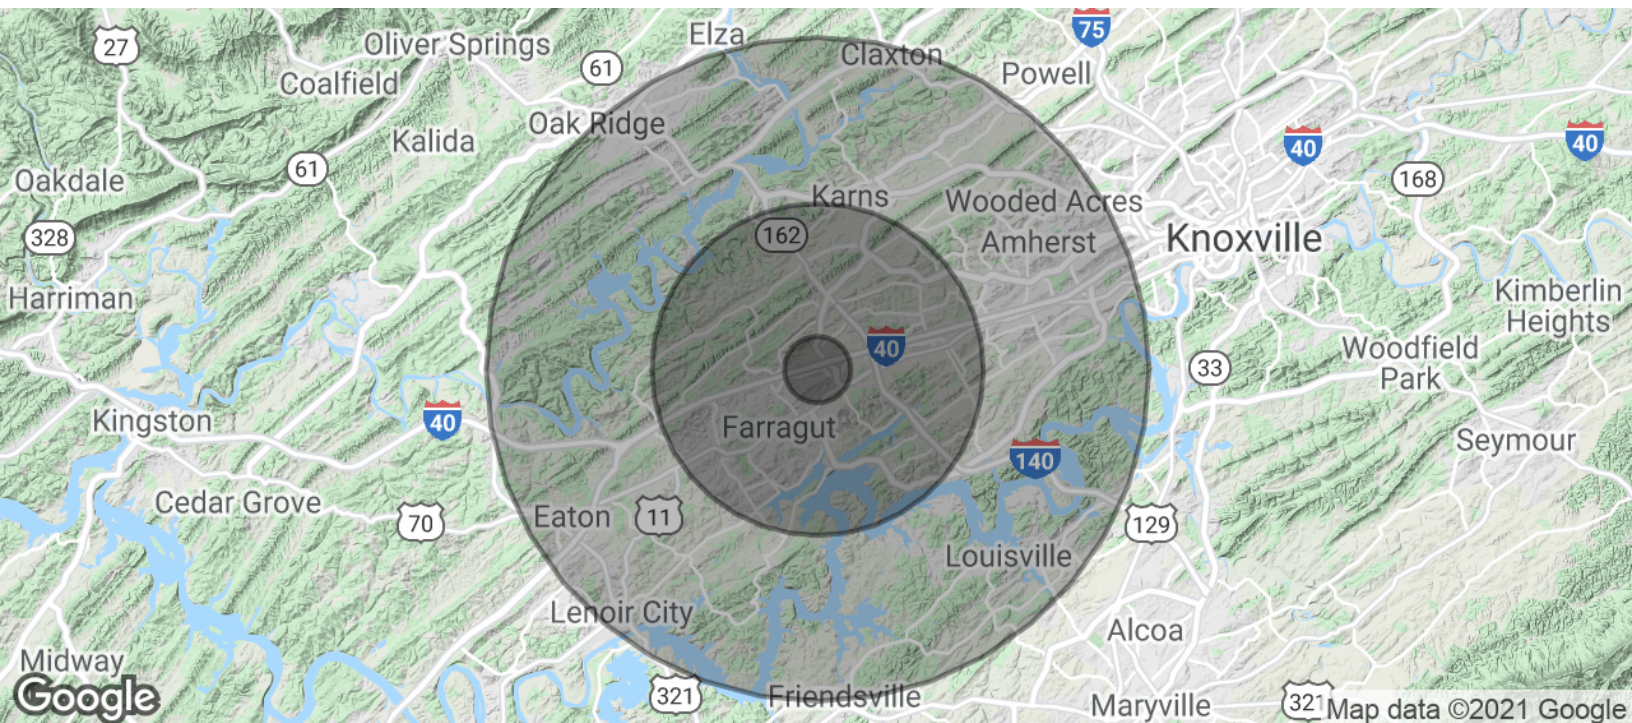 27
Oliver Springs
Elza
Claxton
75
61
Coalfield
Powell
Oak Ridge
Kalida
40
40
61
Oakdale
168
Karns
Wooded Acres
328
162
Amherst
Knoxville
Harriman
Kimberlin
Heights
40
Woodfield
Park
33
Kingston
40
Farragut
Seymour
140
Cedar Grove
70
Eaton
11
129
Louisville
Lenoir City
Alcoa
Midway
Google
321
Friendsville
Maryville
321
Map data ©2021 Google